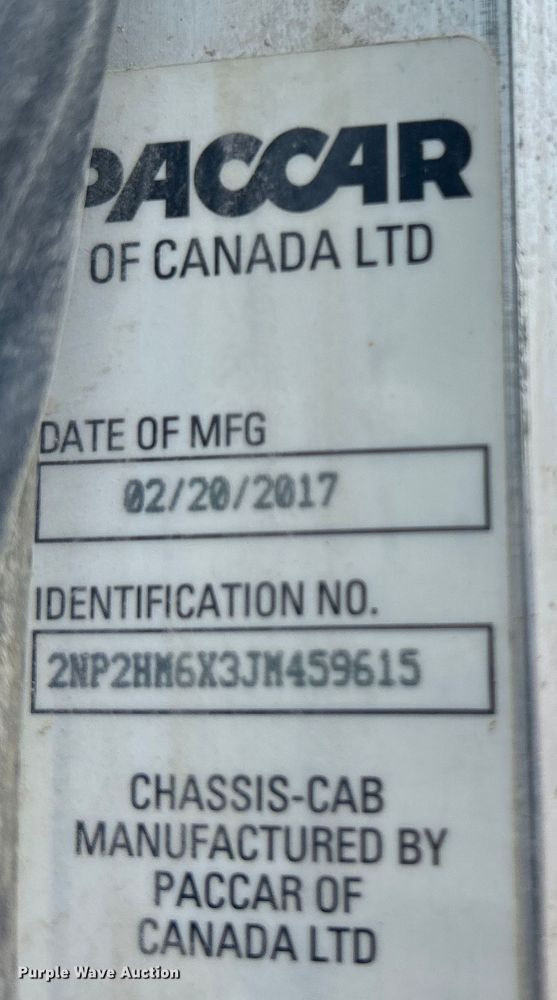 PACCAR
OF CANADA LTD
DATE OF MFG
02/20/2017
IDENTIFICATION NO.
2NP2HM6X3JM459615
CHASSIS-CAB
MANUFACTURED BY
PACCAR OF
CANADA LTD
Purple Wave Auction